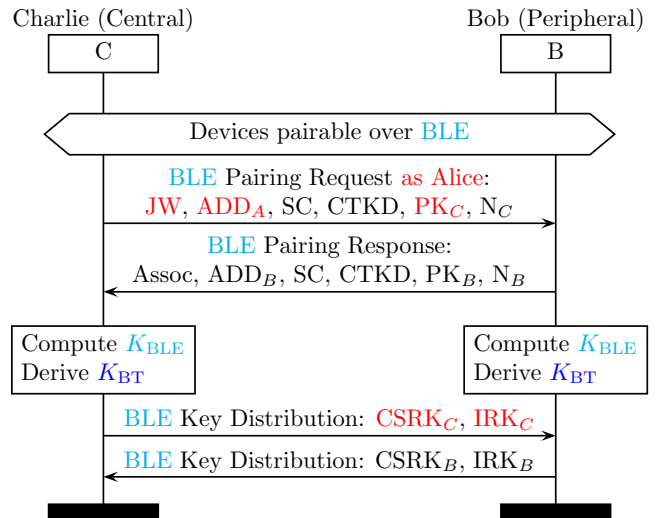 Charlie (Central) Bob (Peripheral)
C B
Devices pairable over BLE
BLE Pairing Request as Alice:
JW, ADD_A, SC, CTKD, PK_C, N_C
BLE Pairing Response:
Assoc, ADD_B, SC, CTKD, PK_B, N_B
Compute K_BLE
Derive K_BT
Compute K_BLE
Derive K_BT
BLE Key Distribution: CSRK_C, IRK_C
BLE Key Distribution: CSRK_B, IRK_B